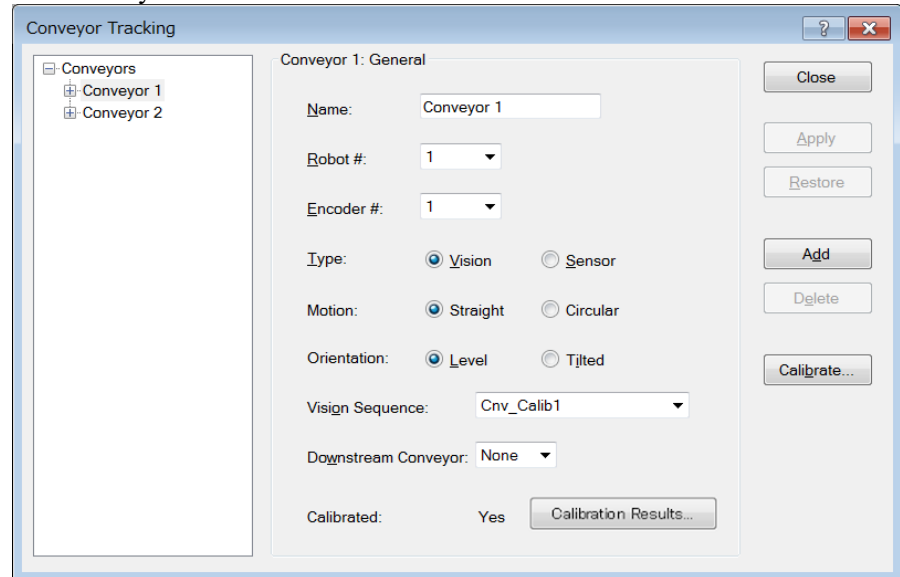 Conveyor Tracking
?
Conveyors
Conveyor 1
Conveyor 2
Conveyor 1: General
Name: Conveyor 1
Robot #: 1
Encoder #: 1
Type: Vision Sensor
Motion: Straight Circular
Orientation: Level Tilted
Vision Sequence: Cnv_Calib1
Downstream Conveyor: None
Calibrated: Yes Calibration Results...
Close
Apply
Restore
Add
Delete
Calibrate...